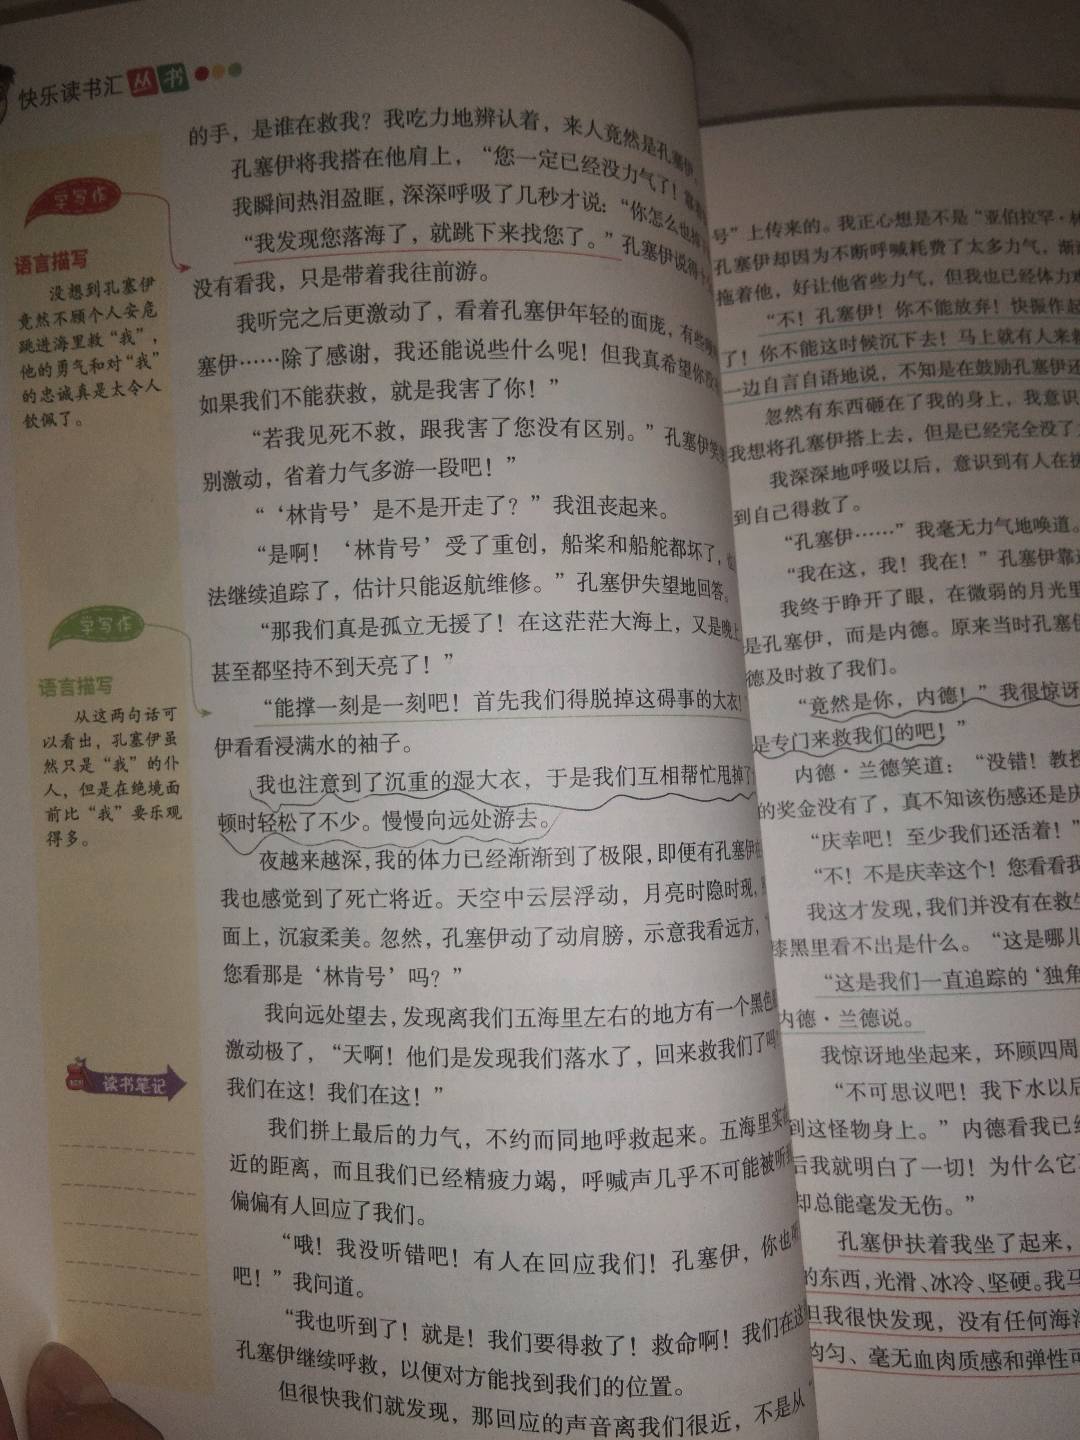 快乐读书汇丛书
学写作
语言描写
没想到孔塞伊
竟然不顾个人安危
跳进海里救“我”，
他的勇气和对“我”
的忠诚真是太令人
钦佩了。
学写作
语言描写
从这两句话可
以看出，孔塞伊虽
然只是“我”的仆
人，但是在绝境面
前比“我”要乐观
得多。
读书笔记
的手，是谁在救我？我吃力地辨认着，来人竟然是孔塞伊。
孔塞伊将我搭在他肩上，“您一定已经没力气了！
我瞬间热泪盈眶，深深呼吸了几秒才说：“你怎么也
“我发现您落海了，就跳下来找您了。”孔塞伊说得
没有看我，只是带着我往前游。
我听完之后更激动了，看着孔塞伊年轻的面庞，有些
塞伊……除了感谢，我还能说些什么呢！但我真希望你没
如果我们不能获救，就是我害了你！”
“若我见死不救，跟我害了您没有区别。”孔塞伊笑
别激动，省着力气多游一段吧！”
“‘林肯号’是不是开走了？”我沮丧起来。
“是啊！‘林肯号’受了重创，船桨和船舵都坏了，
法继续追踪了，估计只能返航维修。”孔塞伊失望地回答。
“那我们真是孤立无援了！在这茫茫大海上，又是晚上
甚至都坚持不到天亮了！”
“能撑一刻是一刻吧！首先我们得脱掉这碍事的大衣！”
伊看看浸满水的袖子。
我也注意到了沉重的湿大衣，于是我们互相帮忙甩掉了
顿时轻松了不少。慢慢向远处游去。
夜越来越深，我的体力已经渐渐到了极限，即便有孔塞伊
我也感觉到了死亡将近。天空中云层浮动，月亮时隐时现，
面上，沉寂柔美。忽然，孔塞伊动了动肩膀，示意我看远方，“
您看那是‘林肯号’吗？”
我向远处望去，发现离我们五海里左右的地方有一个黑色
激动极了，“天啊！他们是发现我们落水了，回来救我们了吗
我们在这！我们在这！”
我们拼上最后的力气，不约而同地呼救起来。五海里实
近的距离，而且我们已经精疲力竭，呼喊声几乎不可能被听
偏偏有人回应了我们。
“哦！我没听错吧！有人在回应我们！孔塞伊，你也听
吧！”我问道。
“我也听到了！就是！我们要得救了！救命啊！我们在这
孔塞伊继续呼救，以便对方能找到我们的位置。
但很快我们就发现，那回应的声音离我们很近，不是从“
号”上传来的。我正心想是不是“亚伯拉罕·林
孔塞伊却因为不断呼喊耗费了太多力气，渐渐
拖着他，好让他省些力气，但我也已经体力难
“不！孔塞伊！你不能放弃！快振作起
了！你不能这时候沉下去！马上就有人来救
一边自言自语地说，不知是在鼓励孔塞伊还
忽然有东西砸在了我的身上，我意识
我想将孔塞伊搭上去，但是已经完全没了
我深深地呼吸以后，意识到有人在拽
到自己得救了。
“孔塞伊……”我毫无力气地唤道。
“我在这，我！我在！”孔塞伊靠
我终于睁开了眼，在微弱的月光里
是孔塞伊，而是内德。原来当时孔塞伊
德及时救了我们。
“竟然是你，内德！”我很惊讶
是专门来救我们的吧！”
内德·兰德笑道：“没错！教授
的奖金没有了，真不知该伤感还是庆
“庆幸吧！至少我们还活着！”
“不！不是庆幸这个！您看看我
我这才发现，我们并没有在救生
漆黑里看不出是什么。“这是哪儿
“这是我们一直追踪的‘独角
内德·兰德说。
我惊讶地坐起来，环顾四周
“不可思议吧！我下水以后
到这怪物身上。”内德看我已经
后我就明白了一切！为什么它
却总能毫发无伤。”
孔塞伊扶着我坐了起来，
的东西，光滑、冰冷、坚硬。我马
但我很快发现，没有任何海洋
均匀、毫无血肉质感和弹性可